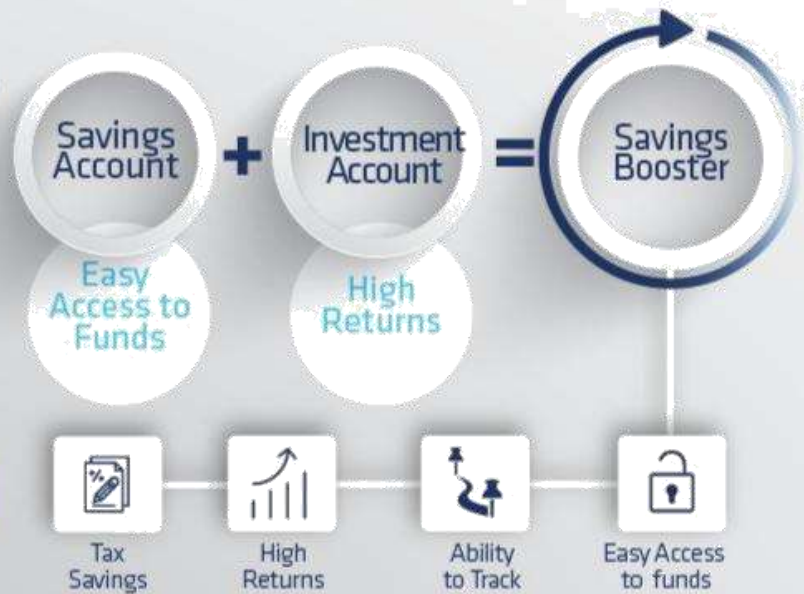 Savings
Account
+
Investment
Account
=
Savings
Booster
Easy
Access to
Funds
High
Returns
Tax
Savings
High
Returns
Ability
to Track
Easy Access
to funds